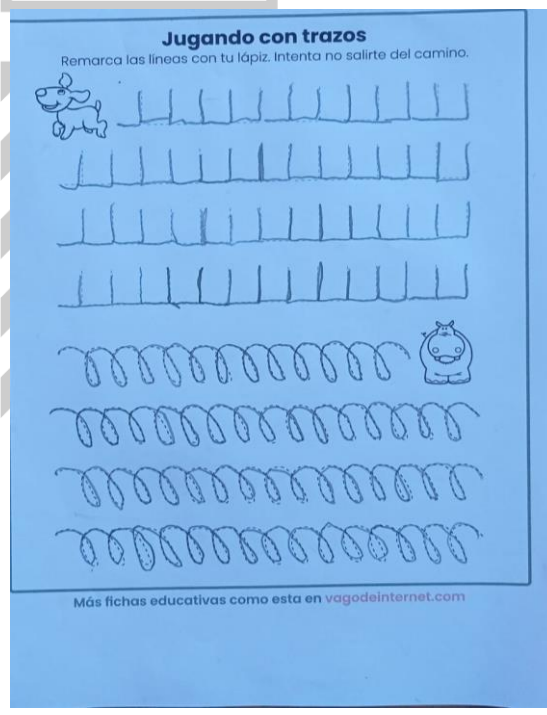 Jugando con trazos
Remarca las líneas con tu lápiz. Intenta no salirte del camino.
Más fichas educativas como esta en vagodeinternet.com